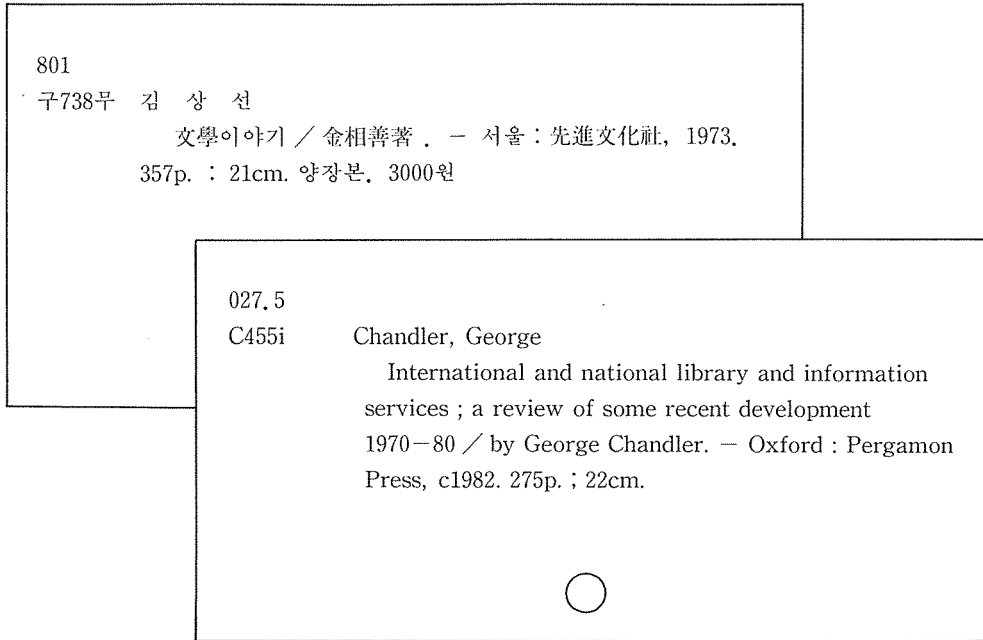 801
구738무 김 상 선
文學이야기 / 金相善著 . — 서울 : 先進文化社, 1973.
357p. : 21cm. 양장본. 3000원
027.5
C455i Chandler, George
International and national library and information
services ; a review of some recent development
1970-80 / by George Chandler. — Oxford : Pergamon
Press, c1982. 275p. ; 22cm.